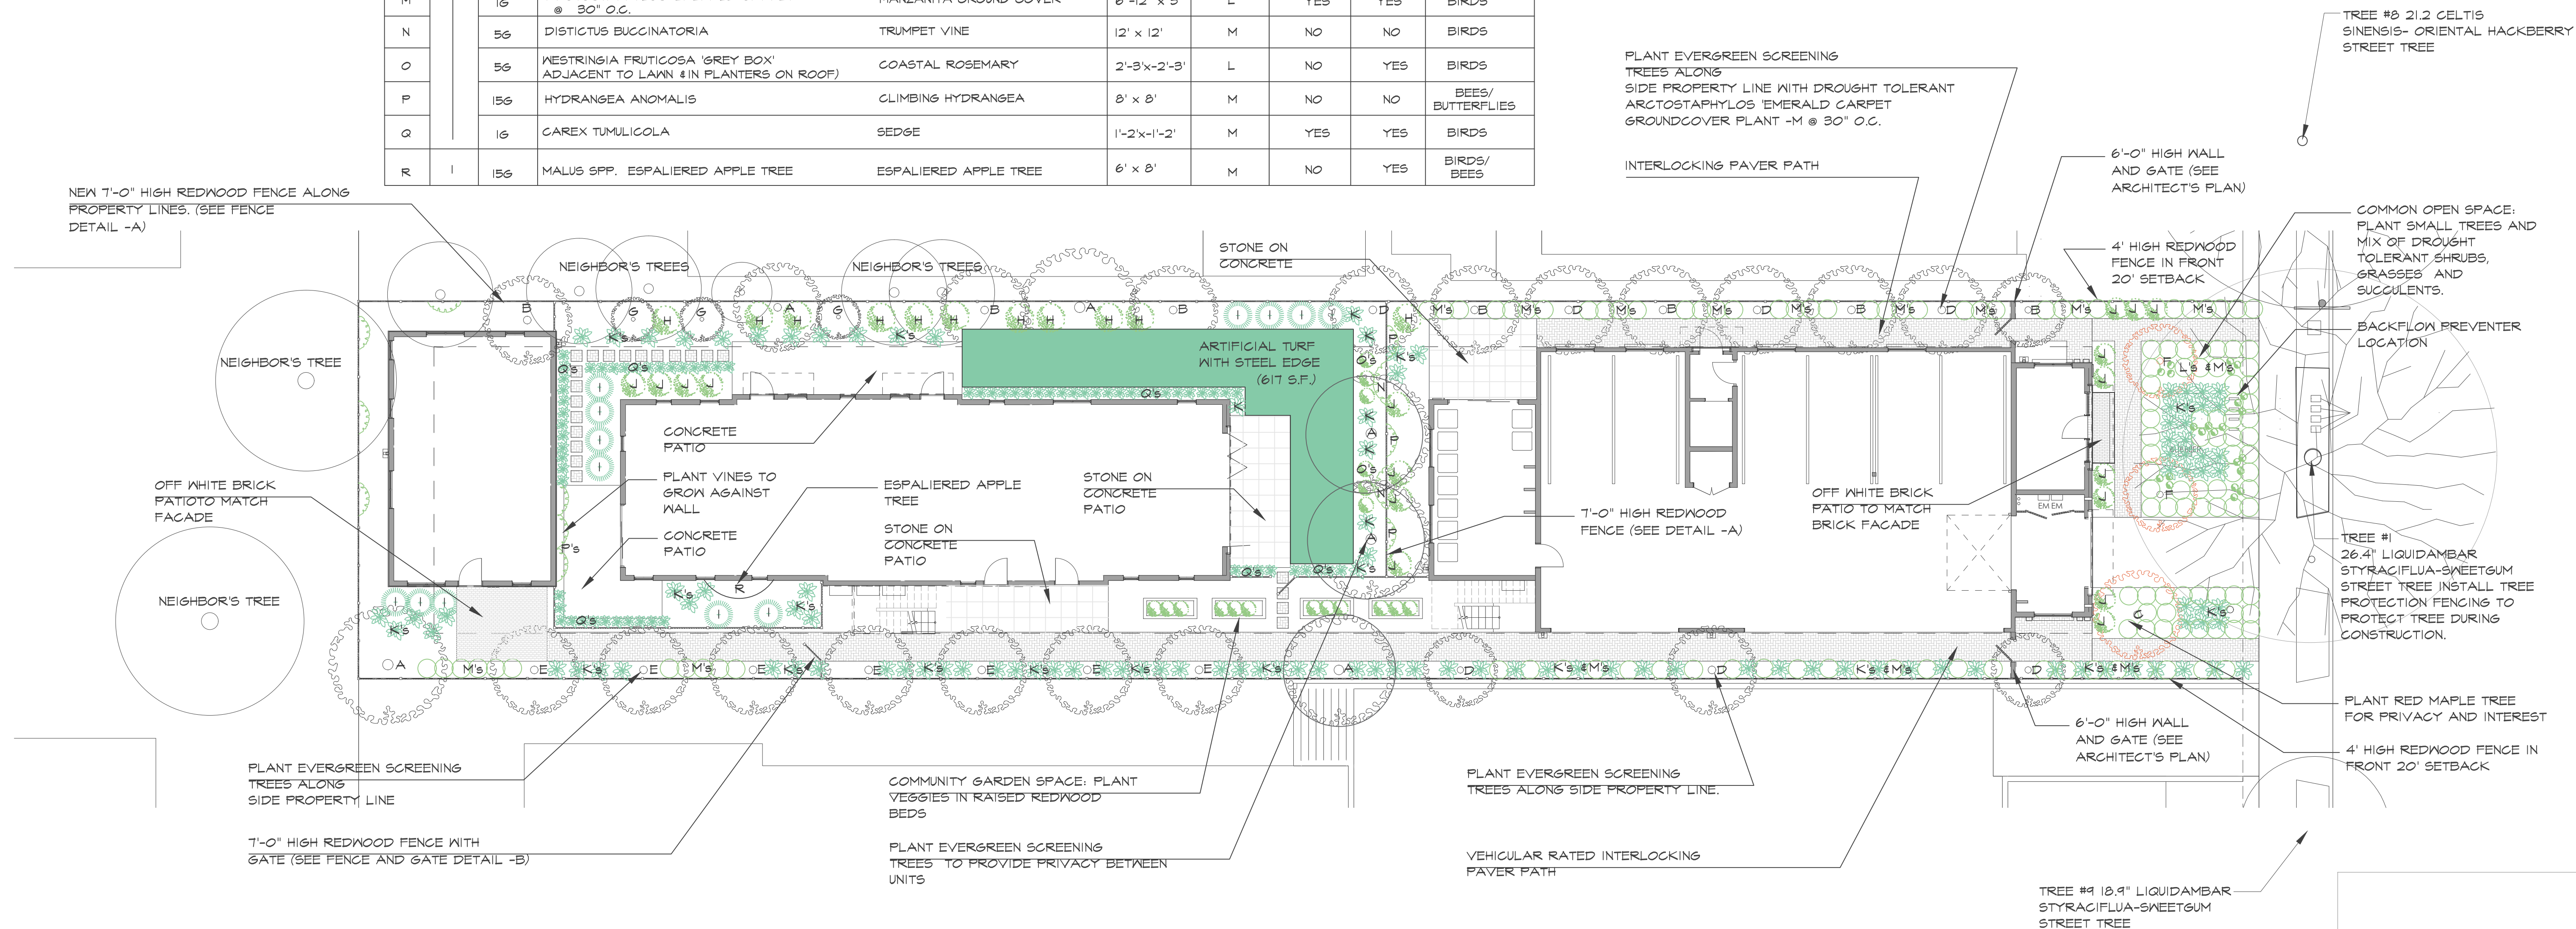 M 1G @ 30" O.C. MANZANITA GROUND COVER 6"-12" x 5' L YES YES BIRDS
N 5G DISTICTUS BUCCINATORIA TRUMPET VINE 12' x 12' M NO NO BIRDS
O 5G WESTRINGIA FRUTICOSA 'GREY BOX' COASTAL ROSEMARY 2'-3'x-2'-3' L NO YES BIRDS
ADJACENT TO LAWN &IN PLANTERS ON ROOF)
P 15G HYDRANGEA ANOMALIS CLIMBING HYDRANGEA 8' x 8' M NO NO BEES/
BUTTERFLIES
Q 1G CAREX TUMULICOLA SEDGE 1'-2'x-1'-2' M YES YES BIRDS
R 1 15G MALUS SPP. ESPALIERED APPLE TREE ESPALIERED APPLE TREE 6' x 8' M NO YES BIRDS/
BEES
TREE #8 21.2 CELTIS
SINENSIS- ORIENTAL HACKBERRY
STREET TREE
PLANT EVERGREEN SCREENING
TREES ALONG
SIDE PROPERTY LINE WITH DROUGHT TOLERANT
ARCTOSTAPHYLOS 'EMERALD CARPET
GROUNDCOVER PLANT -M @ 30" O.C.
INTERLOCKING PAVER PATH
6'-0" HIGH WALL
AND GATE (SEE
ARCHITECT'S PLAN)
NEW 7'-0" HIGH REDWOOD FENCE ALONG
PROPERTY LINES. (SEE FENCE
DETAIL -A)
COMMON OPEN SPACE:
PLANT SMALL TREES AND
MIX OF DROUGHT
TOLERANT SHRUBS,
GRASSES AND
SUCCULENTS.
4' HIGH REDWOOD
FENCE IN FRONT
20' SETBACK
STONE ON
CONCRETE
NEIGHBOR'S TREES
NEIGHBOR'S TREES
B G H G A H H G H H H B H H A H H B K D H M's B M's D M's B M's D M's B M's D M's B M's J J J M's
K's K's
BACKFLOW PREVENTER
LOCATION
ARTIFICIAL TURF
WITH STEEL EDGE
(617 S.F.)
NEIGHBOR'S TREE
Q's Q's J J J J
Q's K
K P Q's K's K N J A P K Q's N K A P K's J
J J F L's &M's
K's
J J F
CONCRETE
PATIO
PLANT VINES TO
GROW AGAINST
WALL
ESPALIERED APPLE
TREE
STONE ON
CONCRETE
PATIO
OFF WHITE BRICK
PATIOTO MATCH
FACADE
OFF WHITE BRICK
PATIO TO MATCH
BRICK FACADE
EM EM
7'-0" HIGH REDWOOD
FENCE (SEE DETAIL -A)
STONE ON
CONCRETE
PATIO
CONCRETE
PATIO
P's
TREE #1
26.4" LIQUIDAMBAR
STYRACIFLUA-SWEETGUM
STREET TREE INSTALL TREE
PROTECTION FENCING TO
PROTECT TREE DURING
CONSTRUCTION.
NEIGHBOR'S TREE
K's Q's K's R K's Q's Q's J J C K's
A M's E K's E M's E K's E K's E K's E K's E K's A D K's &M's D K's &M's D K's &M's
PLANT RED MAPLE TREE
FOR PRIVACY AND INTEREST
6'-0" HIGH WALL
AND GATE (SEE
ARCHITECT'S PLAN)
4' HIGH REDWOOD FENCE IN
FRONT 20' SETBACK
PLANT EVERGREEN SCREENING
TREES ALONG
SIDE PROPERTY LINE
COMMUNITY GARDEN SPACE: PLANT
VEGGIES IN RAISED REDWOOD
BEDS
PLANT EVERGREEN SCREENING
TREES ALONG SIDE PROPERTY LINE.
7'-0" HIGH REDWOOD FENCE WITH
GATE (SEE FENCE AND GATE DETAIL -B)
PLANT EVERGREEN SCREENING
TREES TO PROVIDE PRIVACY BETWEEN
UNITS
VEHICULAR RATED INTERLOCKING
PAVER PATH
TREE #9 18.9" LIQUIDAMBAR
STYRACIFLUA-SWEETGUM
STREET TREE